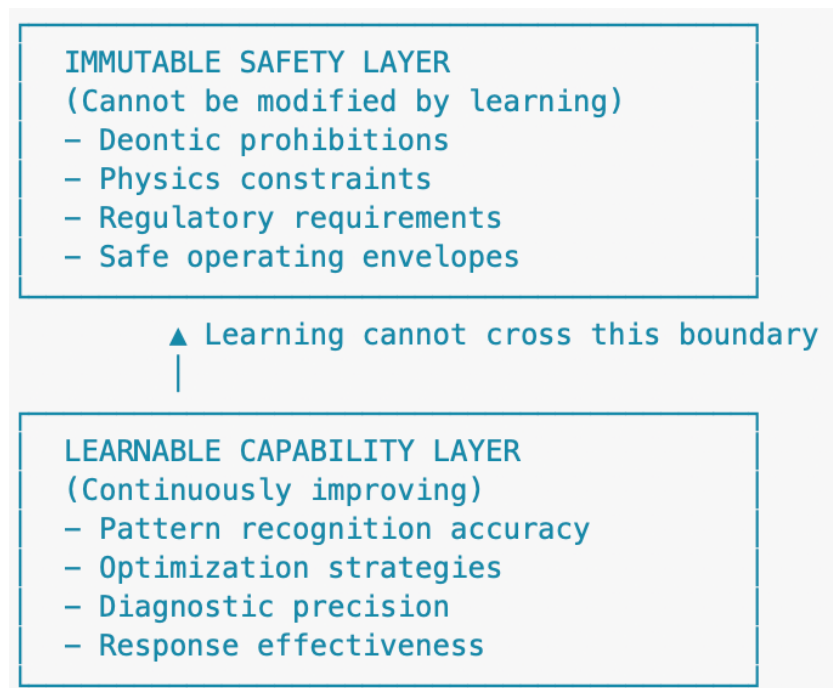 IMMUTABLE SAFETY LAYER
(Cannot be modified by learning)
– Deontic prohibitions
– Physics constraints
– Regulatory requirements
– Safe operating envelopes
▲ Learning cannot cross this boundary
LEARNABLE CAPABILITY LAYER
(Continuously improving)
– Pattern recognition accuracy
– Optimization strategies
– Diagnostic precision
– Response effectiveness